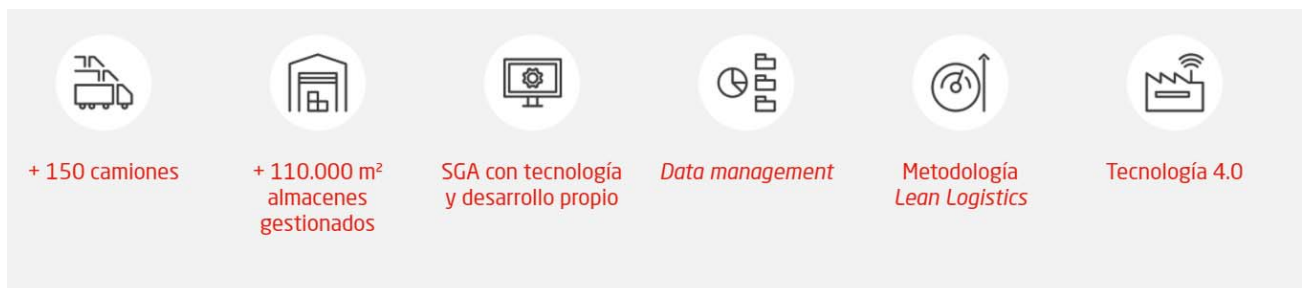 + 150 camiones
+ 110.000 m²
almacenes
gestionados
SGA con tecnología
y desarrollo propio
Data management
Metodología
Lean Logistics
Tecnología 4.0